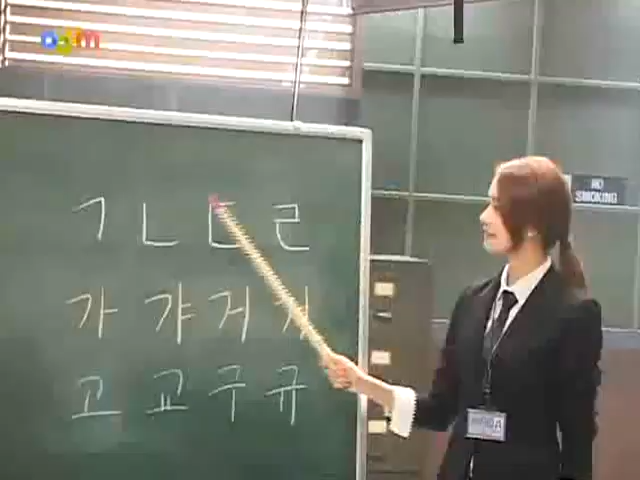 ㄱ ㄴ ㄷ ㄹ
가 갸 거
고 교 구 규
NO
SMOKING